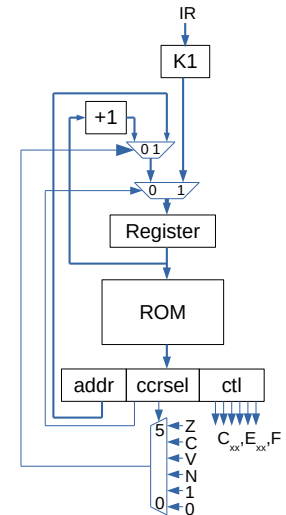 IR
K1
+1
0 1
0 1
Register
ROM
addr ccrsel ctl
5 Z
C
V
N
1
0 0
Cxx,Exx,F